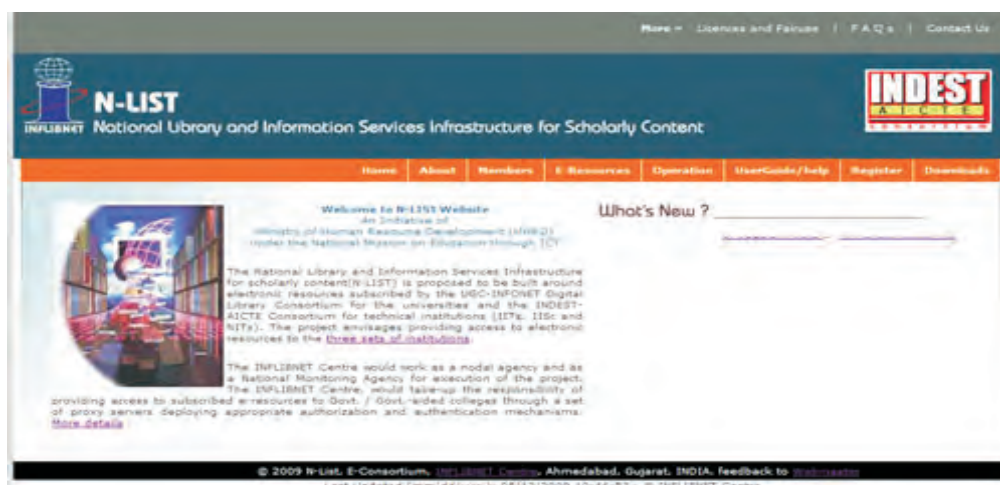 More - Licences and Fairuse | F A Q s | Contact Us
INFLIBNET
N-LIST
National Library and Information Services Infrastructure for Scholarly Content
INDEST
AICTE
consortium
Home About Members E-Resources Operation UserGuide/help Register Downloads
Welcome to N-LIST Website
An Initiative of
Ministry of Human Resource Development (MHRD)
Under the National Mission on Education through ICT
The National Library and Information Services Infrastructure
for scholarly content(N-LIST) is proposed to be built around
electronic resources subscribed by the UGC-INFONET Digital
Library Consortium for the universities and the INDEST-
AICTE Consortium for technical institutions (IITs, IISc and
NITs). The project envisages providing access to electronic
resources to the three sets of institutions.
The INFLIBNET Centre would work as a nodal agency and as
a National Monitoring Agency for execution of the project.
The INFLIBNET Centre, would take-up the responsibility of
providing access to subscribed e-resources to Govt. / Govt.-aided colleges through a set
of proxy servers deploying appropriate authorization and authentication mechanisms.
More details
What's New ?
© 2009 N-List, E-Consortium, INFLIBNET Centre, Ahmedabad, Gujarat, INDIA. Feedback to Webmaster